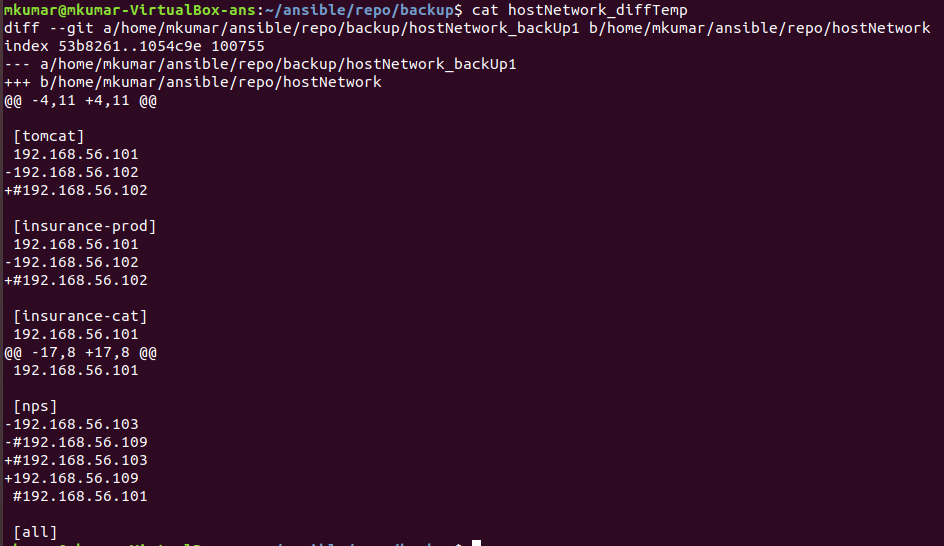 mkumar@mkumar-VirtualBox-ans:~/ansible/repo/backup$ cat hostNetwork_diffTemp
diff --git a/home/mkumar/ansible/repo/backup/hostNetwork_backUp1 b/home/mkumar/ansible/repo/hostNetwork
index 53b8261..1054c9e 100755
--- a/home/mkumar/ansible/repo/backup/hostNetwork_backUp1
+++ b/home/mkumar/ansible/repo/hostNetwork
@@ -4,11 +4,11 @@
[tomcat]
192.168.56.101
-192.168.56.102
+#192.168.56.102
[insurance-prod]
192.168.56.101
-192.168.56.102
+#192.168.56.102
[insurance-cat]
192.168.56.101
@@ -17,8 +17,8 @@
192.168.56.101
[nps]
-192.168.56.103
-#192.168.56.109
+#192.168.56.103
+192.168.56.109
#192.168.56.101
[all]